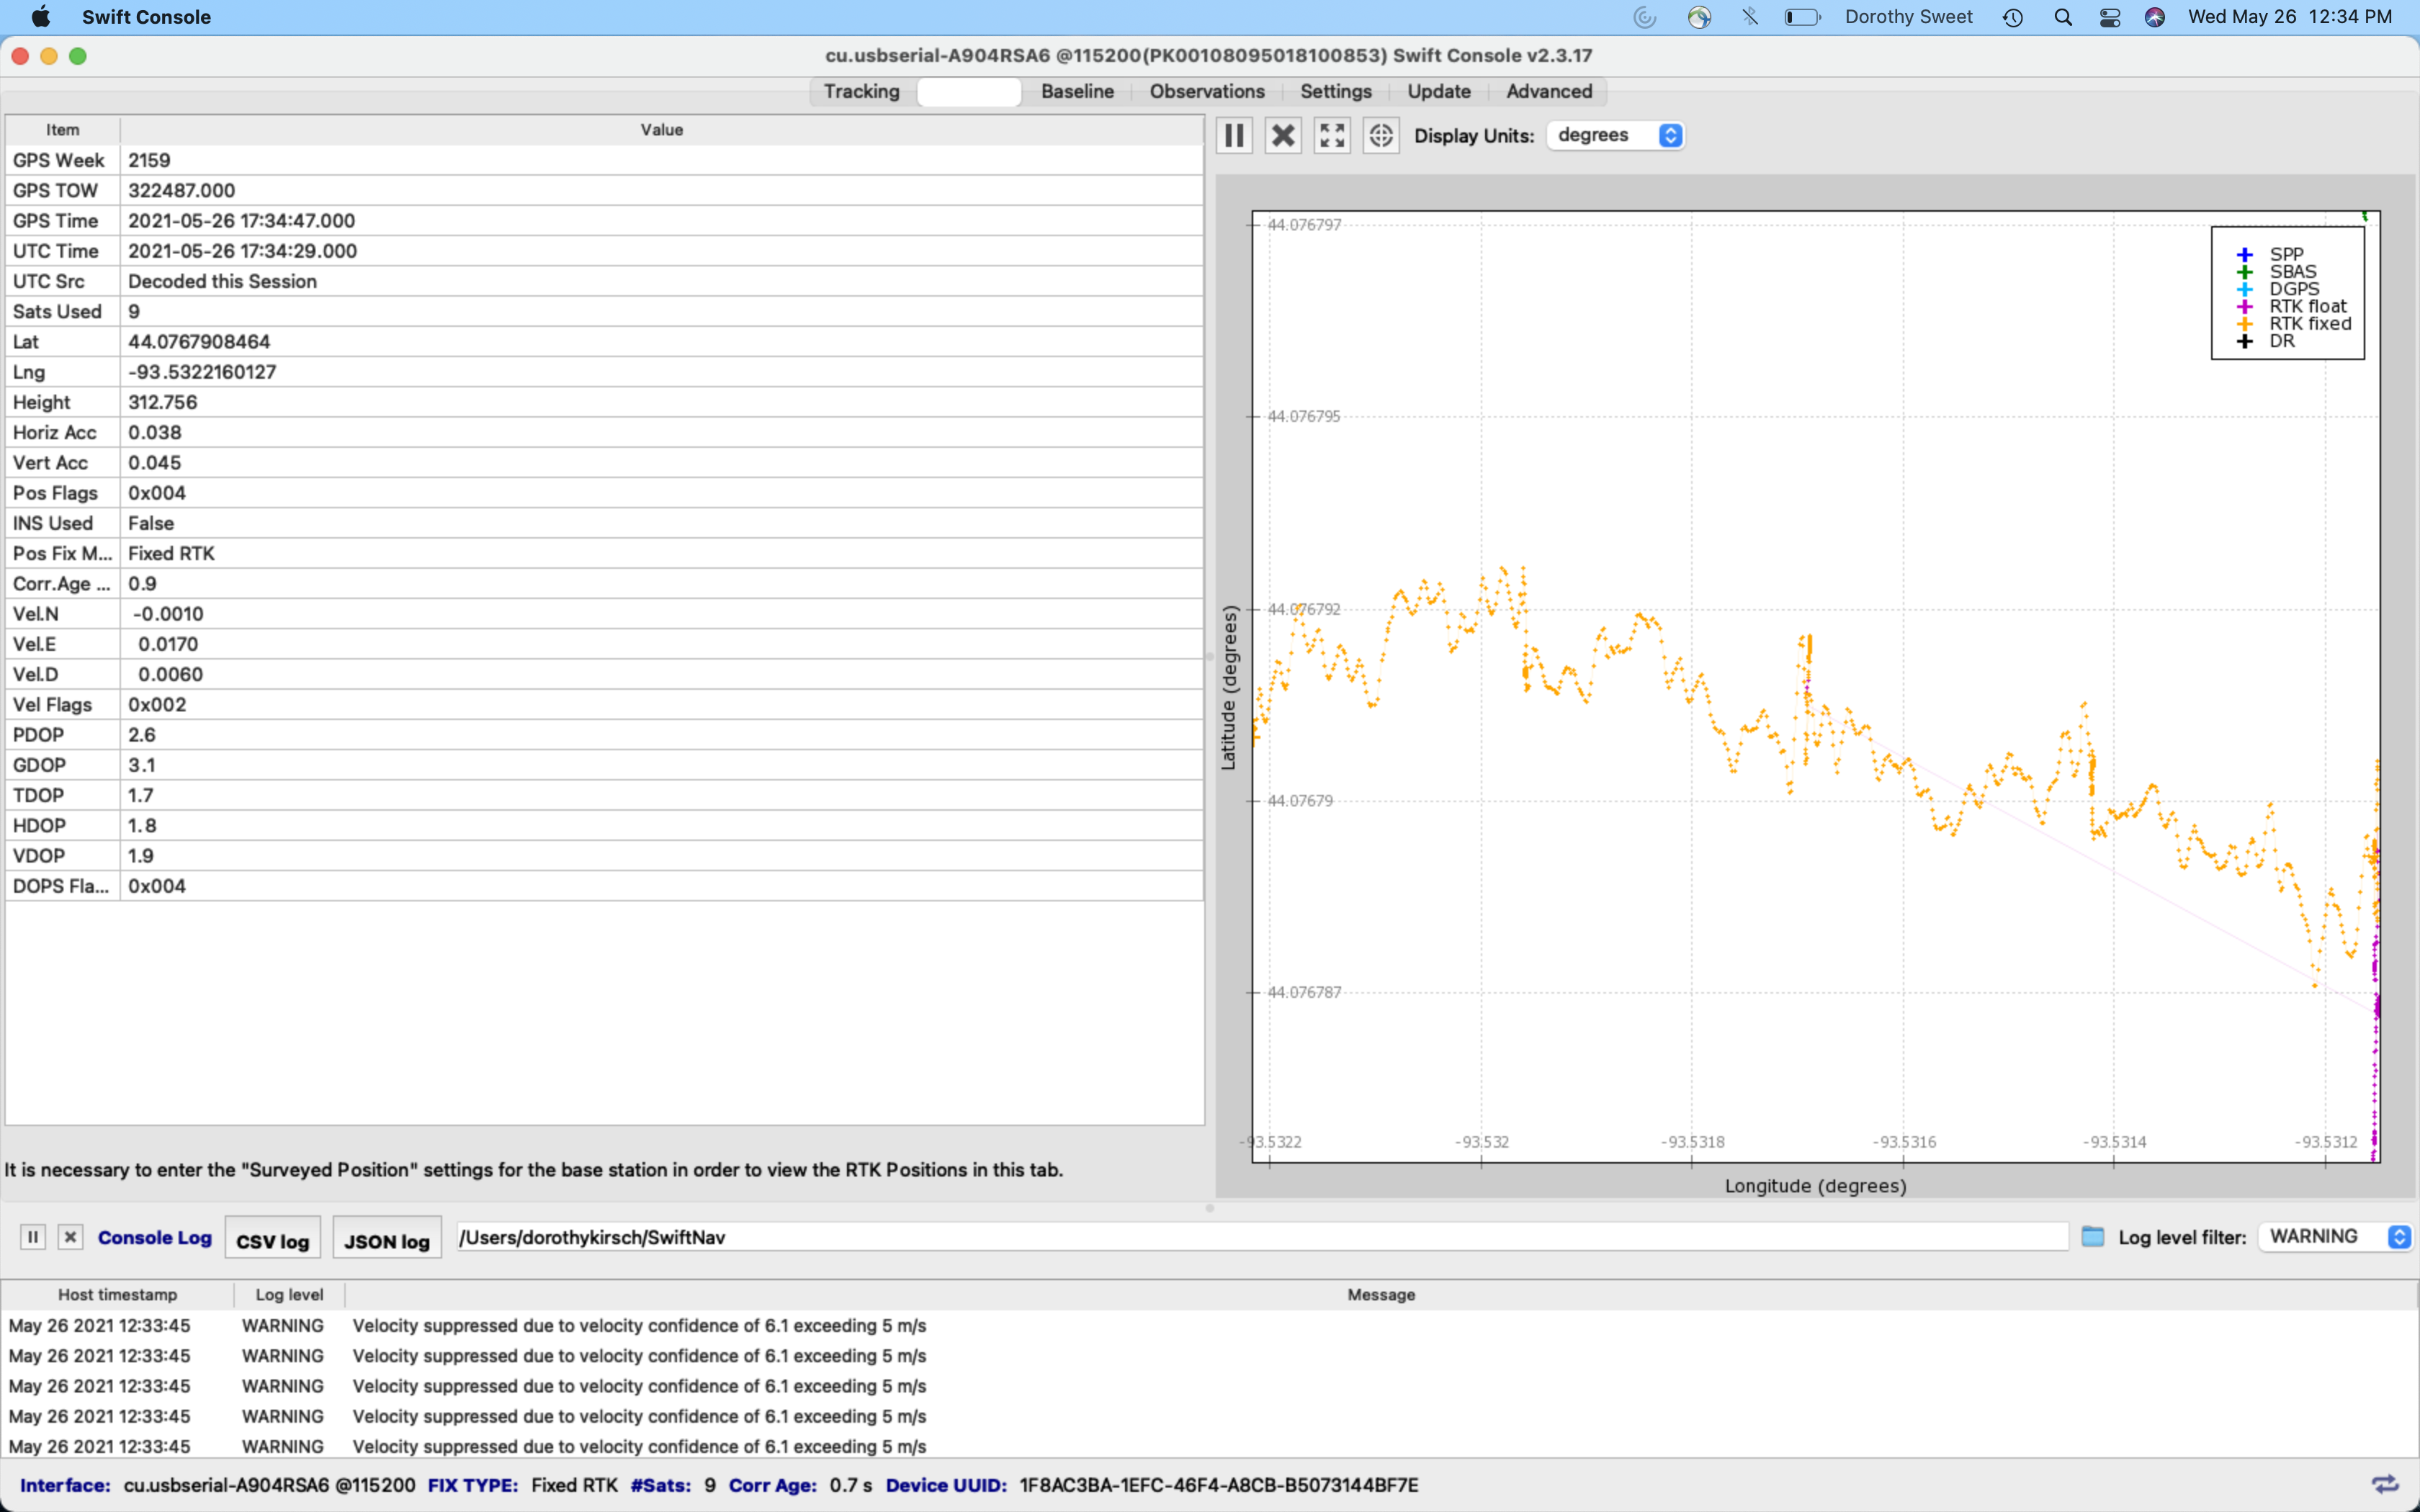 Swift Console Dorothy Sweet Wed May 26 12:34 PM
cu.usbserial-A904RSA6 @115200(PK00108095018100853) Swift Console v2.3.17
Tracking Baseline Observations Settings Update Advanced
Item Value
GPS Week 2159
GPS TOW 322487.000
GPS Time 2021-05-26 17:34:47.000
UTC Time 2021-05-26 17:34:29.000
UTC Src Decoded this Session
Sats Used 9
Lat 44.0767908464
Lng -93.5322160127
Height 312.756
Horiz Acc 0.038
Vert Acc 0.045
Pos Flags 0x004
INS Used False
Pos Fix M... Fixed RTK
Corr.Age ... 0.9
Vel.N -0.0010
Vel.E 0.0170
Vel.D 0.0060
Vel Flags 0x002
PDOP 2.6
GDOP 3.1
TDOP 1.7
HDOP 1.8
VDOP 1.9
DOPS Fla... 0x004
It is necessary to enter the "Surveyed Position" settings for the base station in order to view the RTK Positions in this tab.
Display Units: degrees
44.076797
44.076795
44.076792
44.07679
44.076787
Latitude (degrees)
SPP
SBAS
DGPS
RTK float
RTK fixed
DR
-93.5322 -93.532 -93.5318 -93.5316 -93.5314 -93.5312
Longitude (degrees)
Console Log CSV log JSON log /Users/dorothykirsch/SwiftNav Log level filter: WARNING
Host timestamp Log level Message
May 26 2021 12:33:45 WARNING Velocity suppressed due to velocity confidence of 6.1 exceeding 5 m/s
May 26 2021 12:33:45 WARNING Velocity suppressed due to velocity confidence of 6.1 exceeding 5 m/s
May 26 2021 12:33:45 WARNING Velocity suppressed due to velocity confidence of 6.1 exceeding 5 m/s
May 26 2021 12:33:45 WARNING Velocity suppressed due to velocity confidence of 6.1 exceeding 5 m/s
May 26 2021 12:33:45 WARNING Velocity suppressed due to velocity confidence of 6.1 exceeding 5 m/s
Interface: cu.usbserial-A904RSA6 @115200 FIX TYPE: Fixed RTK #Sats: 9 Corr Age: 0.7 s Device UUID: 1F8AC3BA-1EFC-46F4-A8CB-B5073144BF7E